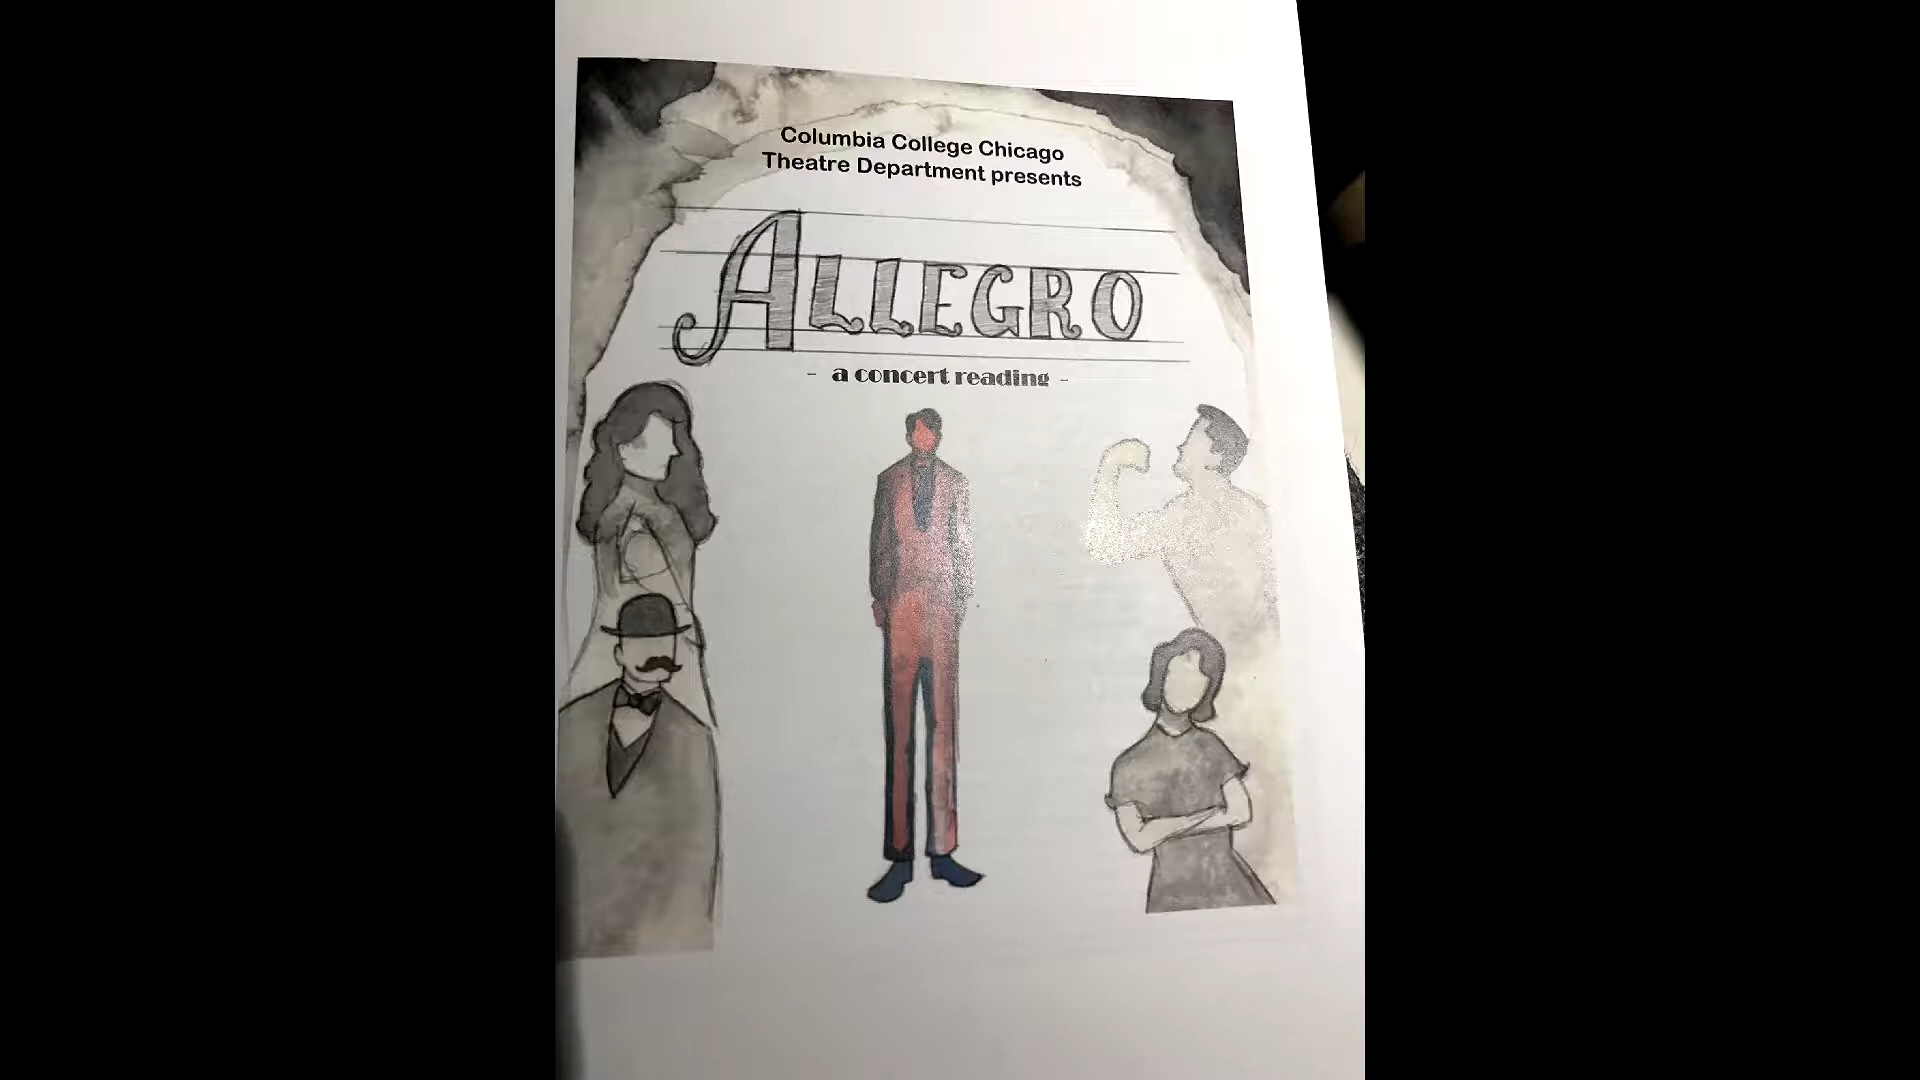 Columbia College Chicago
Theatre Department presents
ALLEGRO
- a concert reading -